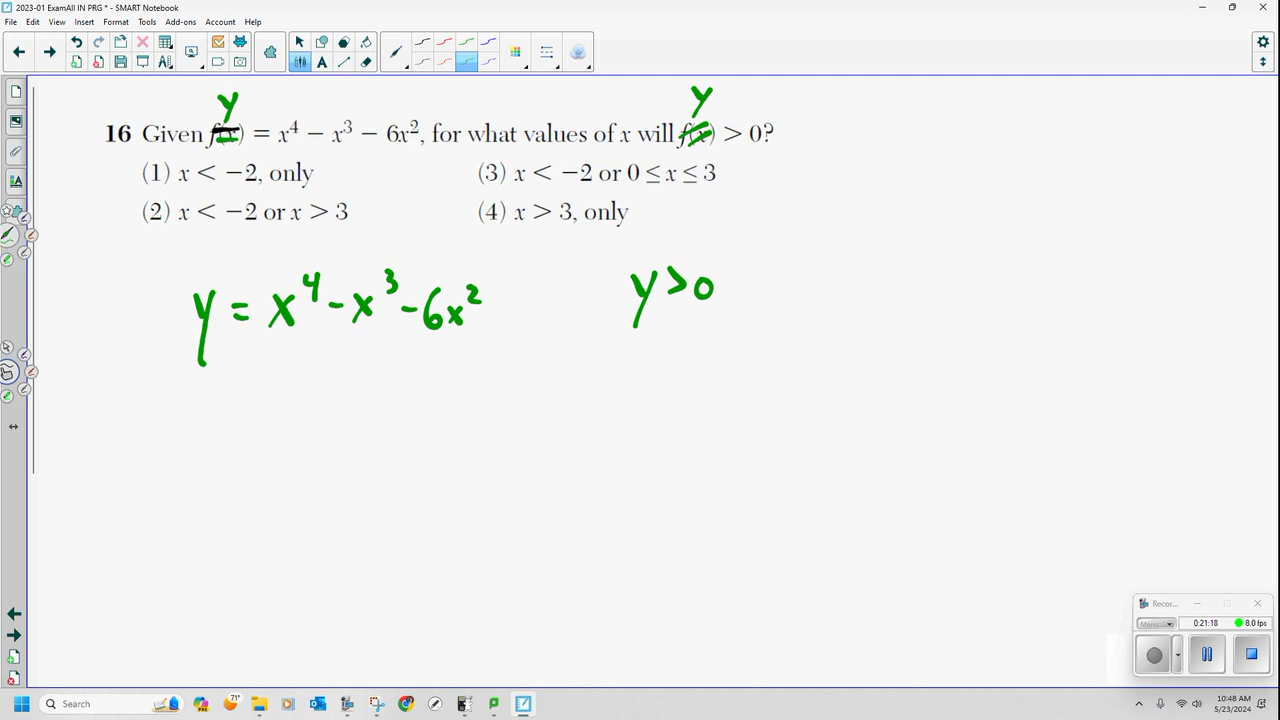 2023-01 ExamAll IN PRG * - SMART Notebook
File Edit View Insert Format Tools Add-ons Account Help
y y
16 Given f(x) = x⁴ − x³ − 6x², for what values of x will f(x) > 0?
(1) x < −2, only (3) x < −2 or 0 ≤ x ≤ 3
(2) x < −2 or x > 3 (4) x > 3, only
y = x⁴ - x³ - 6x² y > 0
Recor...
Menu 0:21:18 8.0 fps
Search 71° 10:48 AM
5/23/2024